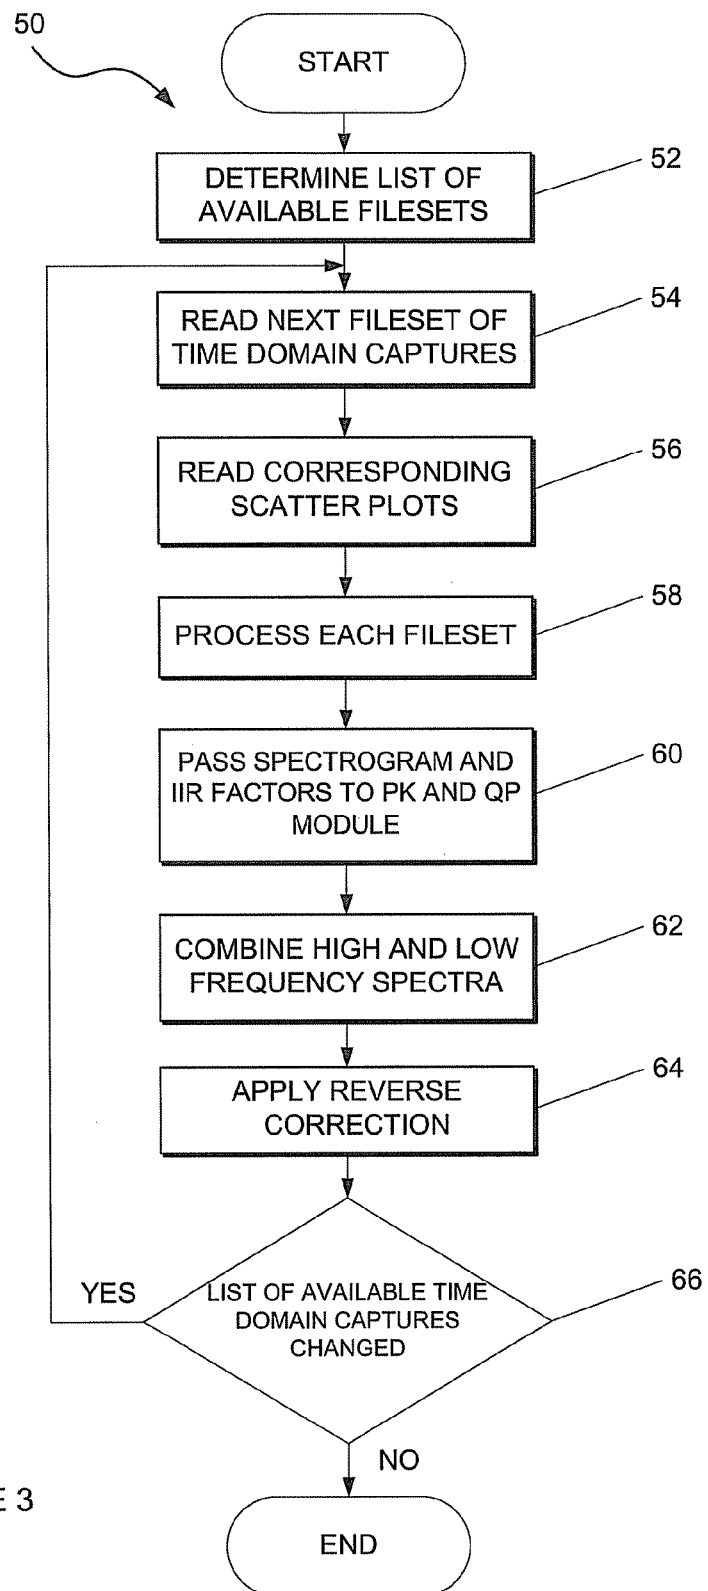 50
START
52
DETERMINE LIST OF
AVAILABLE FILESETS
54
READ NEXT FILESET OF
TIME DOMAIN CAPTURES
56
READ CORRESPONDING
SCATTER PLOTS
58
PROCESS EACH FILESET
60
PASS SPECTROGRAM AND
IIR FACTORS TO PK AND QP
MODULE
62
COMBINE HIGH AND LOW
FREQUENCY SPECTRA
64
APPLY REVERSE
CORRECTION
66
YES
LIST OF AVAILABLE TIME
DOMAIN CAPTURES
CHANGED
NO
E 3
END